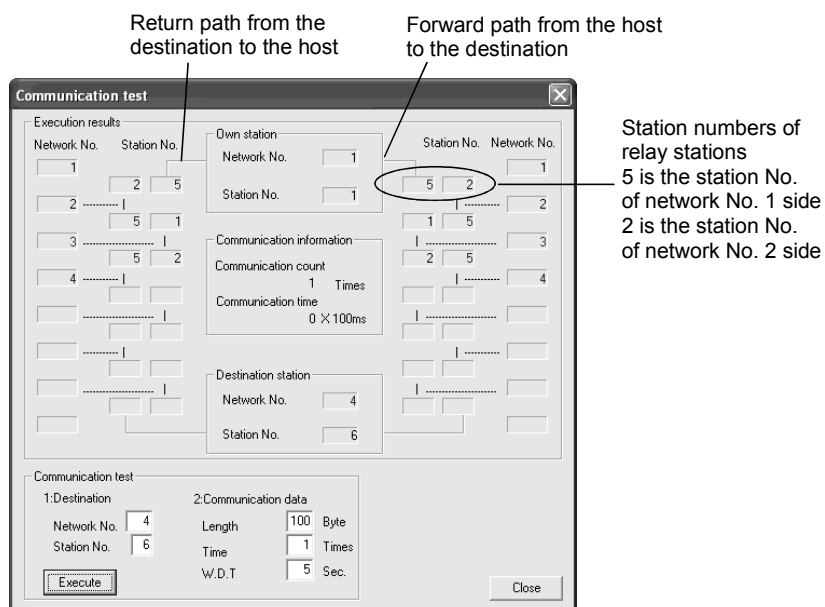 Return path from the
destination to the host
Forward path from the host
to the destination
Communication test
Execution results
Network No. Station No.
Own station
Network No. 1
Station No. 1
Station No. Network No.
1
2 5
2
5 1
3
5 2
4
Communication information
Communication count
1 Times
Communication time
0 X 100ms
1
5 2
2
1 5
3
2 5
4
Destination station
Network No. 4
Station No. 6
Station numbers of
relay stations
5 is the station No.
of network No. 1 side
2 is the station No.
of network No. 2 side
Communication test
1:Destination
Network No. 4
Station No. 6
Execute
2:Communication data
Length 100 Byte
Time 1 Times
W.D.T 5 Sec.
Close